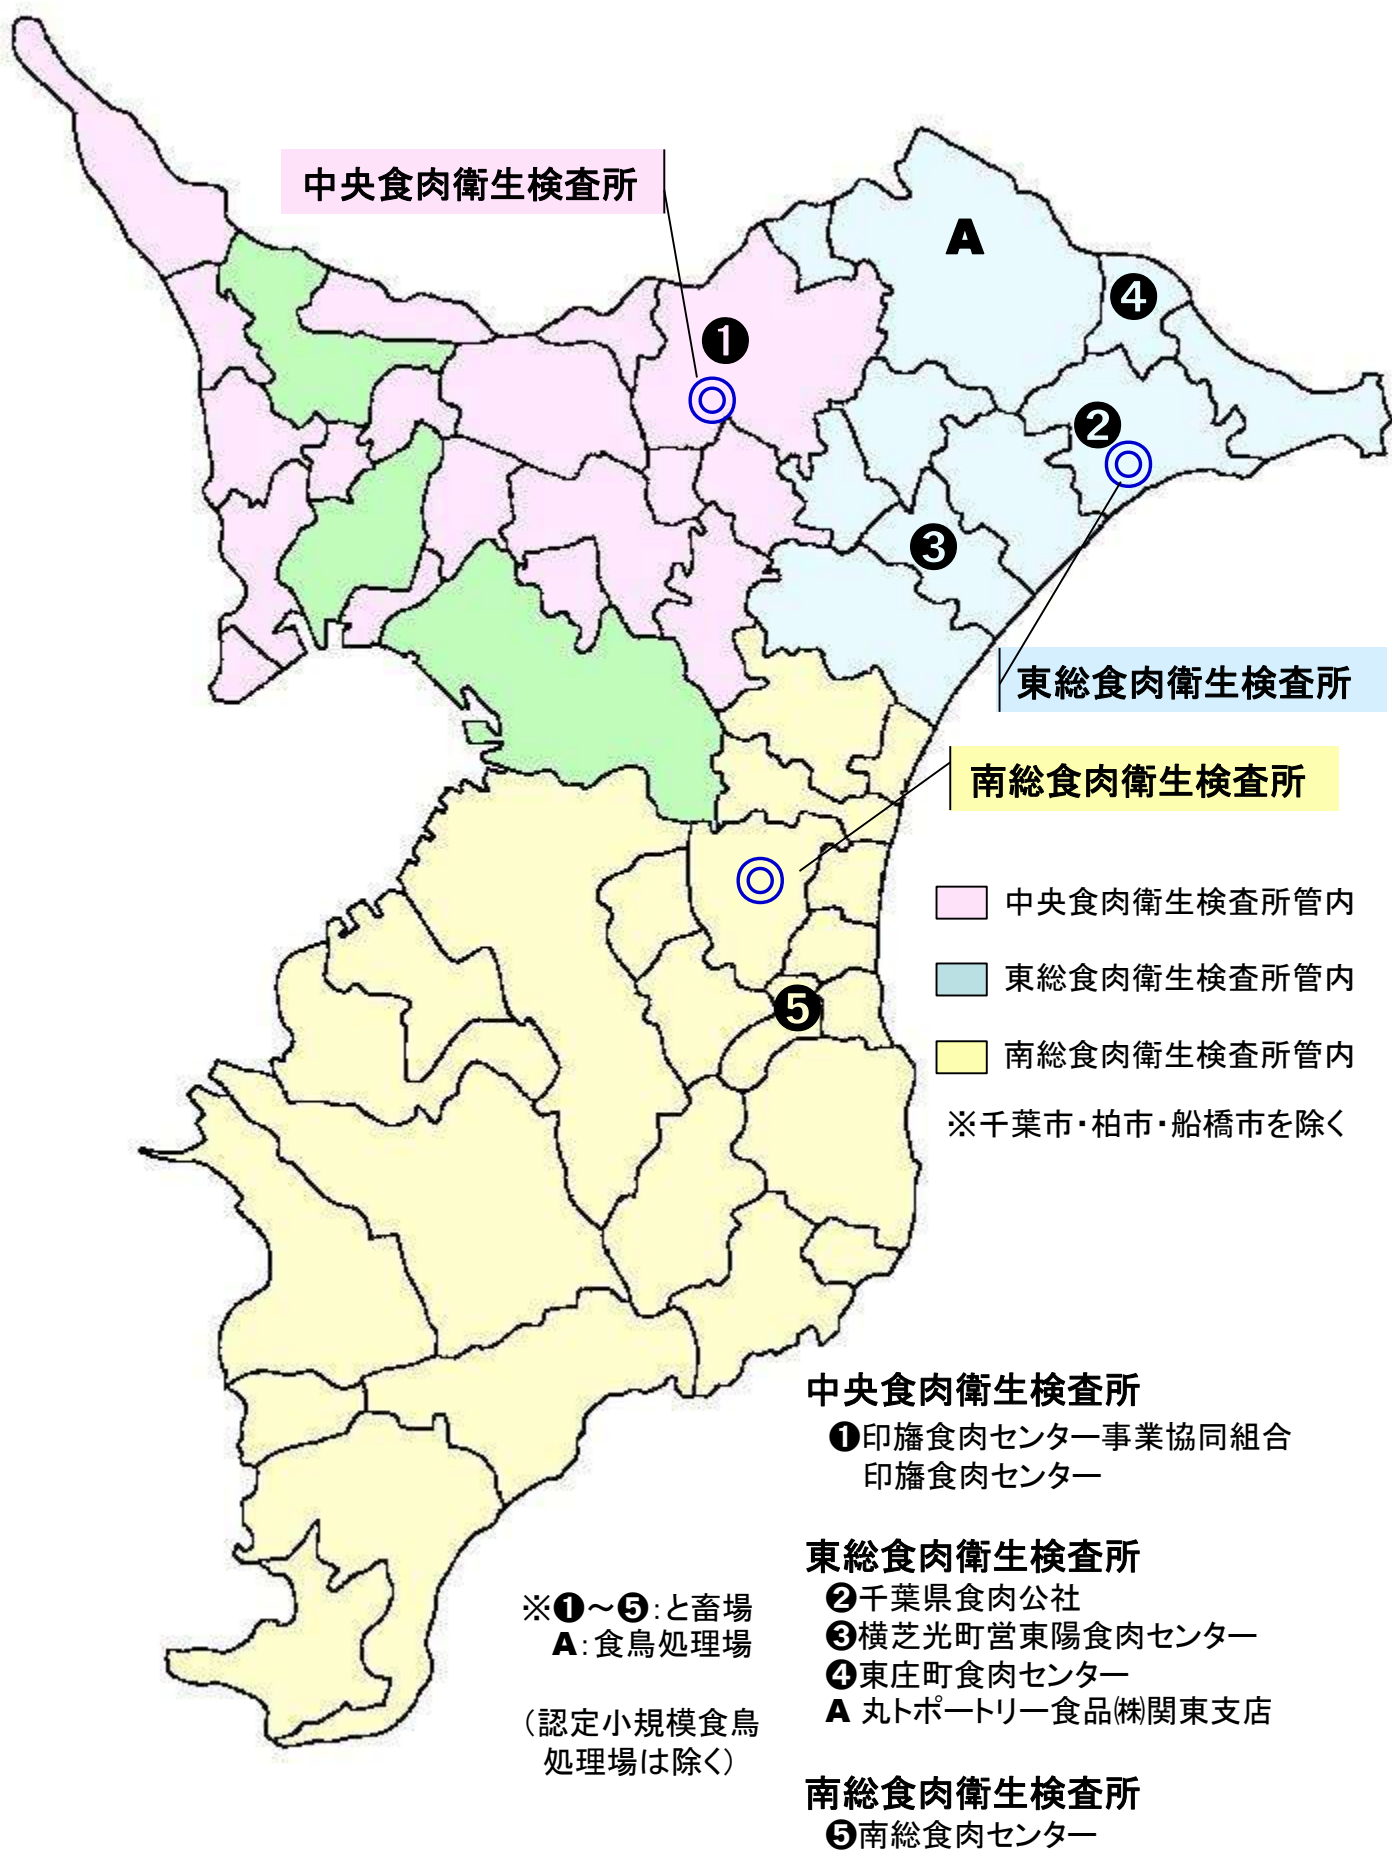 中央食肉衛生検査所
A
❹
❶
❷
❸
東総食肉衛生検査所
南総食肉衛生検査所
中央食肉衛生検査所管内
東総食肉衛生検査所管内
❺
南総食肉衛生検査所管内
※千葉市・柏市・船橋市を除く
中央食肉衛生検査所
❶印旛食肉センター事業協同組合
印旛食肉センター
東総食肉衛生検査所
❷千葉県食肉公社
❸横芝光町営東陽食肉センター
❹東庄町食肉センター
A 丸トポートリー食品㈱関東支店
※❶～❺:と畜場
A:食鳥処理場
(認定小規模食鳥
処理場は除く)
南総食肉衛生検査所
❺南総食肉センター